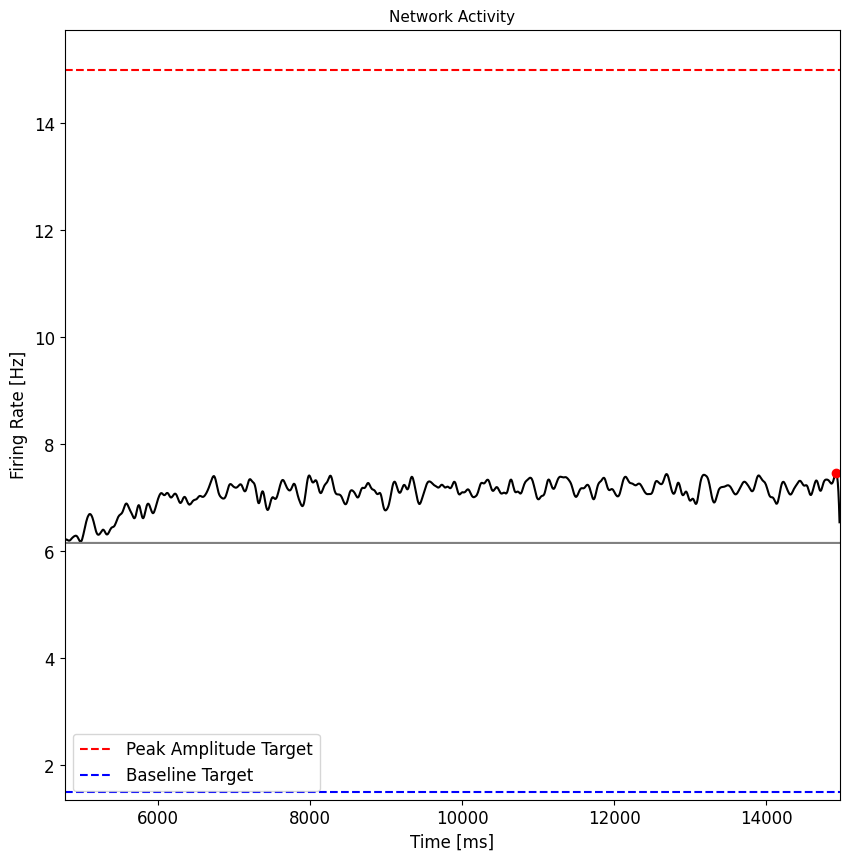 Network Activity
14
12
10
8
6
4
2
Firing Rate [Hz]
Peak Amplitude Target
Baseline Target
6000 8000 10000 12000 14000
Time [ms]